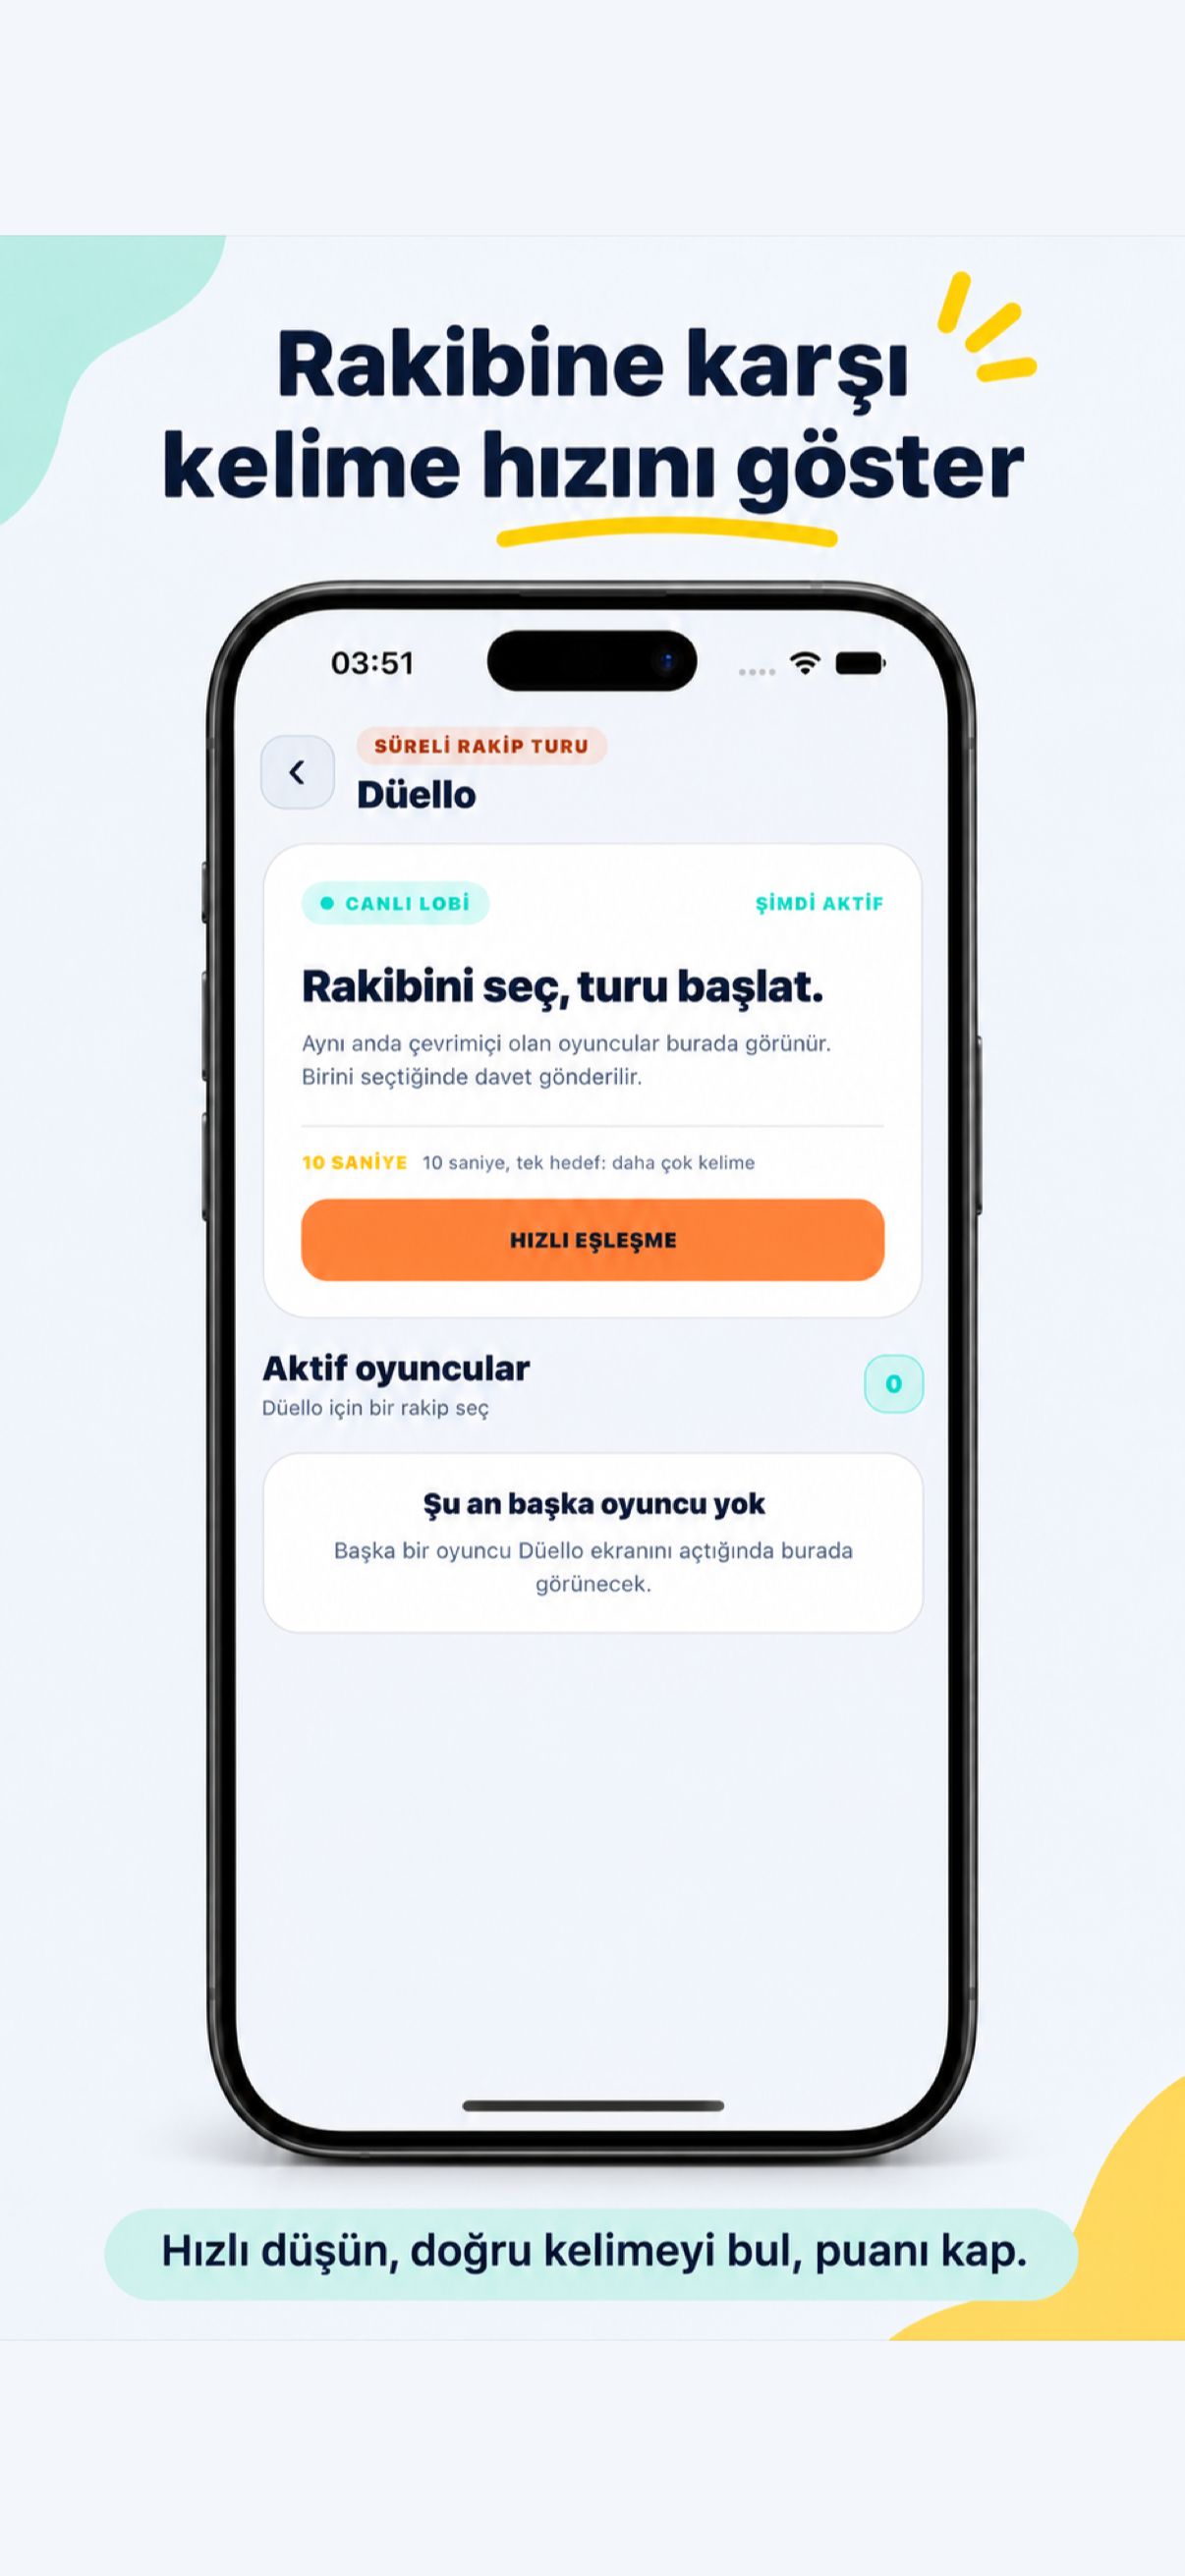 Rakibine karşı
kelime hızını göster
03:51
SÜRELİ RAKİP TURU
Düello
CANLI LOBİ
ŞİMDİ AKTİF
Rakibini seç, turu başlat.
Aynı anda çevrimiçi olan oyuncular burada görünür.
Birini seçtiğinde davet gönderilir.
10 SANİYE 10 saniye, tek hedef: daha çok kelime
HIZLI EŞLEŞME
Aktif oyuncular
0
Düello için bir rakip seç
Şu an başka oyuncu yok
Başka bir oyuncu Düello ekranını açtığında burada
görünecek.
Hızlı düşün, doğru kelimeyi bul, puanı kap.